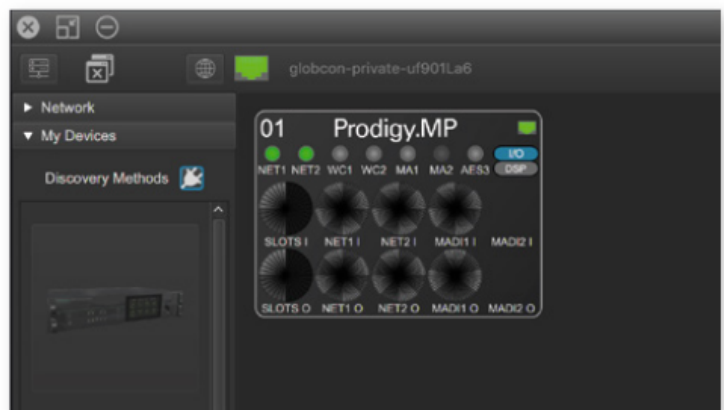 globcon-private-uf901La6
Network
My Devices
Discovery Methods
01 Prodigy.MP
NET1 NET2 WC1 WC2 MA1 MA2 AES3 I/O
DSP
SLOTS I NET1 I NET2 I MADI1 I MADI2 I
SLOTS O NET1 O NET2 O MADI1 O MADI2 O